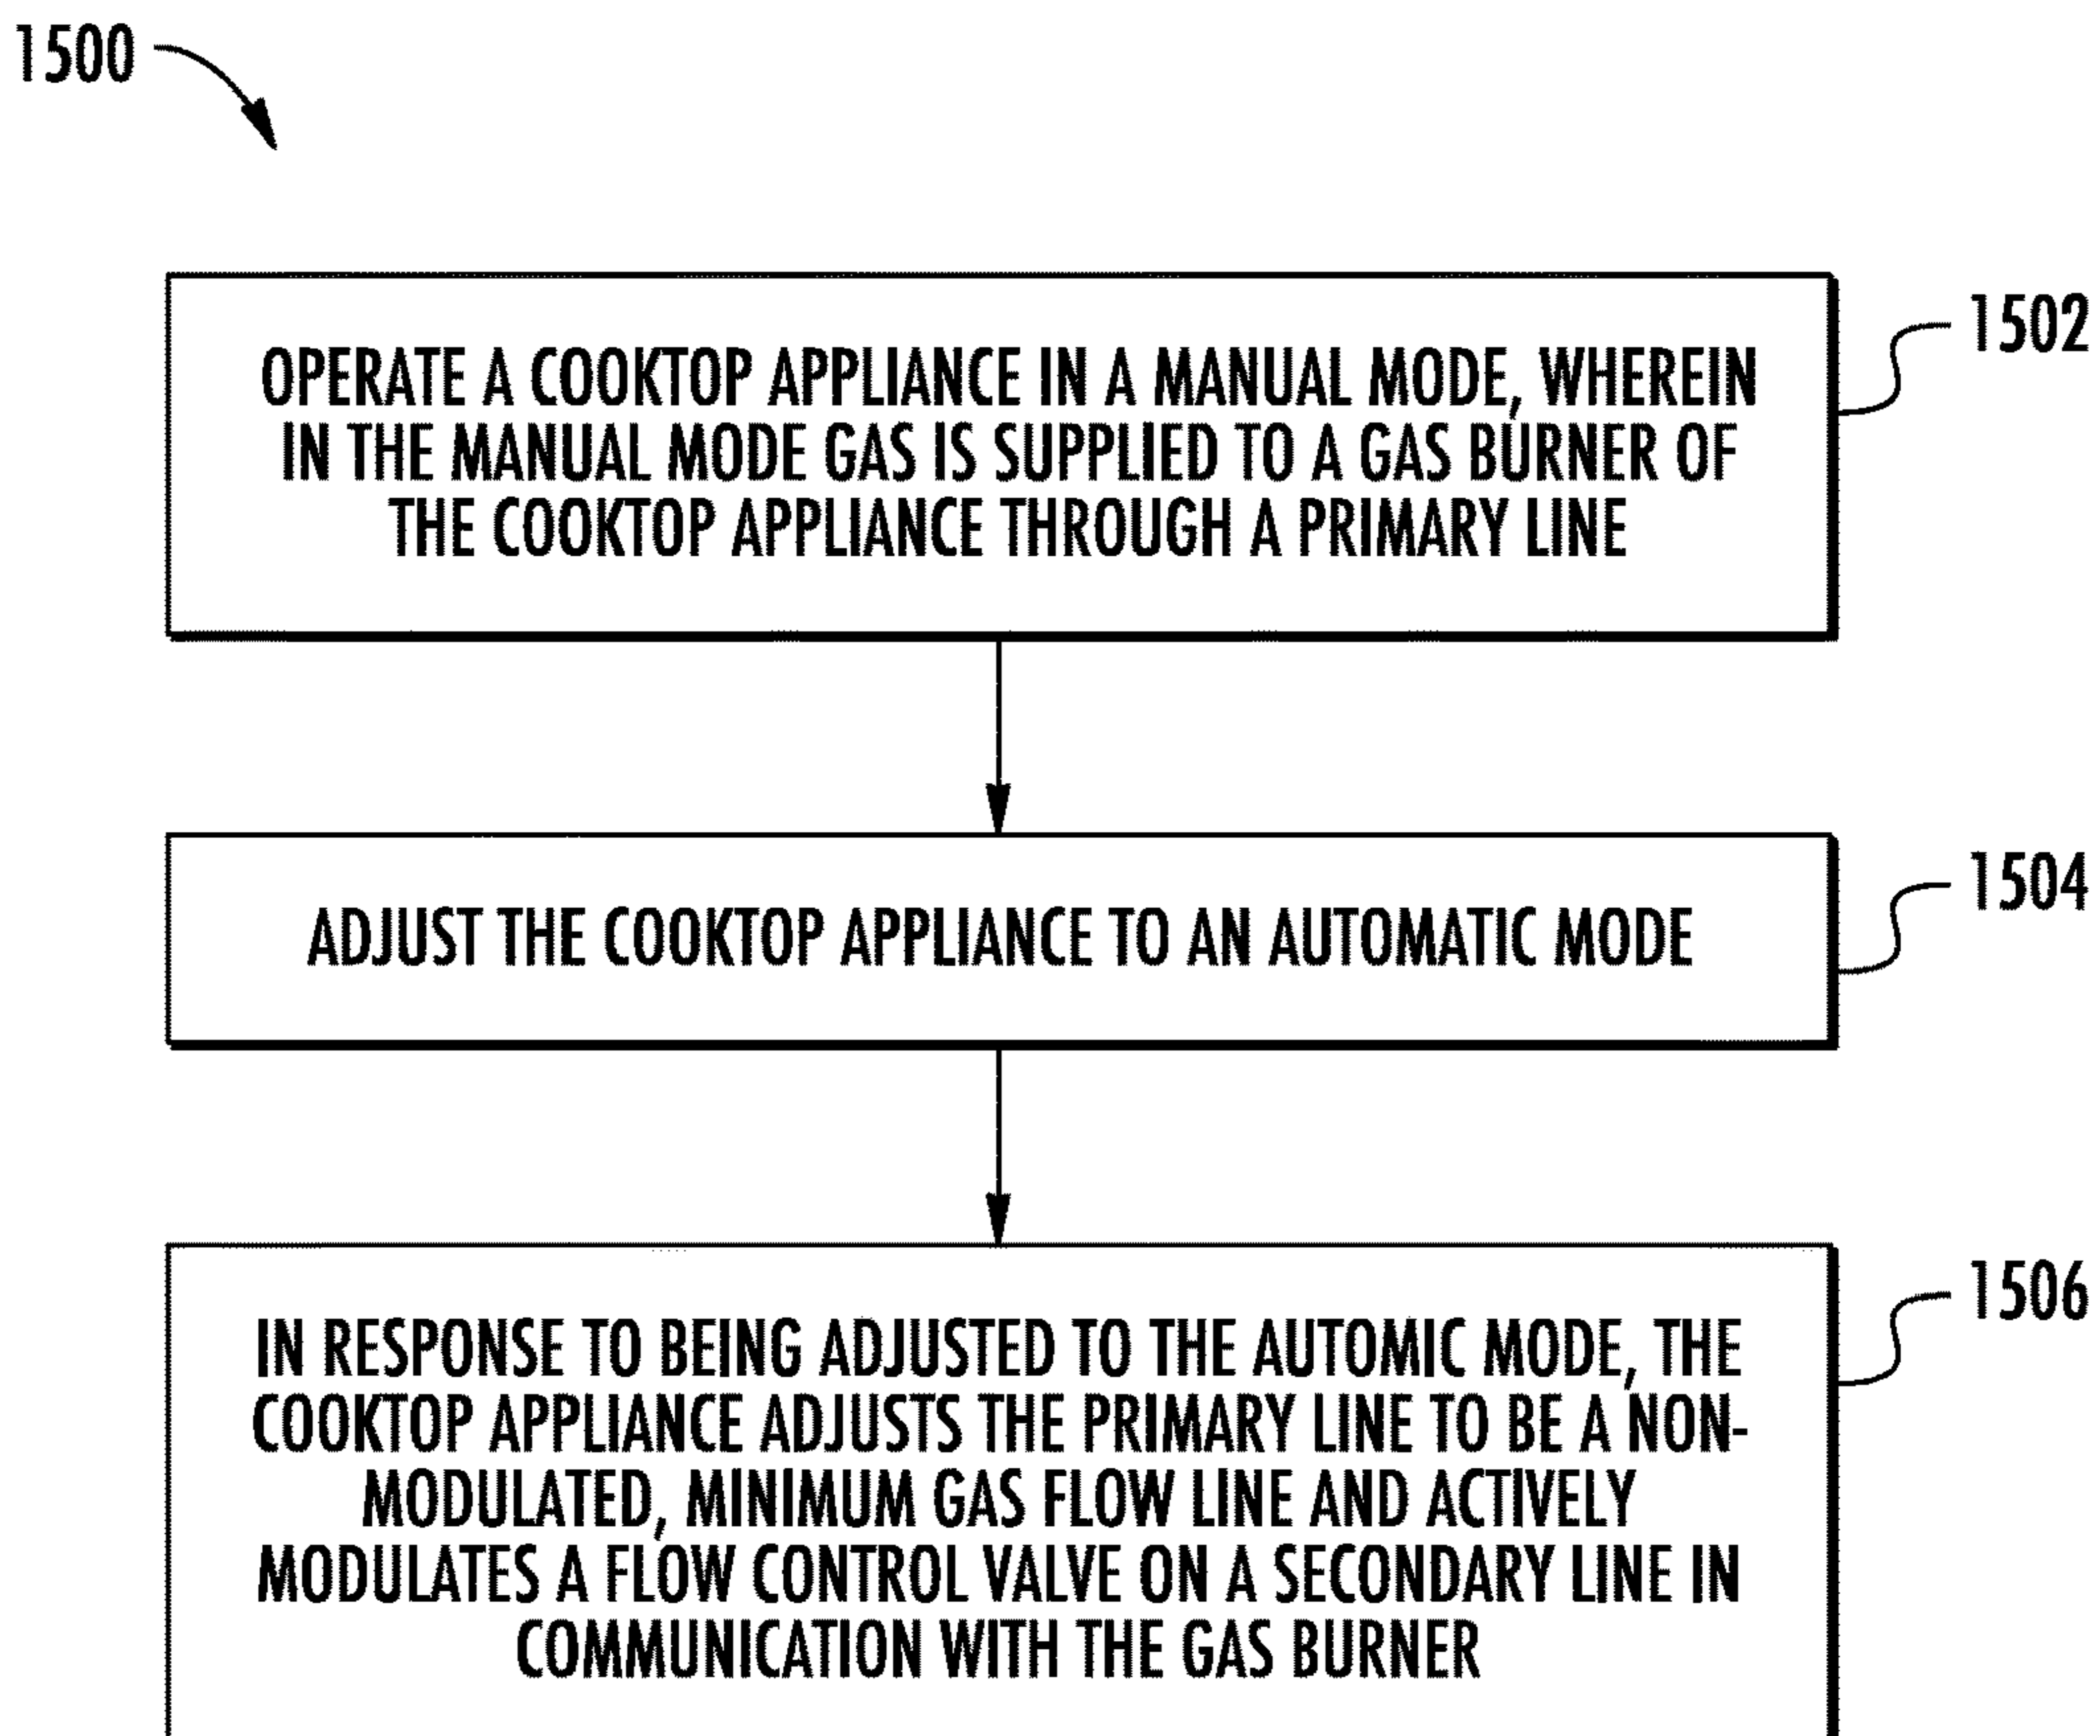 1500
1502
OPERATE A COOKTOP APPLIANCE IN A MANUAL MODE, WHEREIN
IN THE MANUAL MODE GAS IS SUPPLIED TO A GAS BURNER OF
THE COOKTOP APPLIANCE THROUGH A PRIMARY LINE
1504
ADJUST THE COOKTOP APPLIANCE TO AN AUTOMATIC MODE
1506
IN RESPONSE TO BEING ADJUSTED TO THE AUTOMIC MODE, THE
COOKTOP APPLIANCE ADJUSTS THE PRIMARY LINE TO BE A NON-
MODULATED, MINIMUM GAS FLOW LINE AND ACTIVELY
MODULATES A FLOW CONTROL VALVE ON A SECONDARY LINE IN
COMMUNICATION WITH THE GAS BURNER